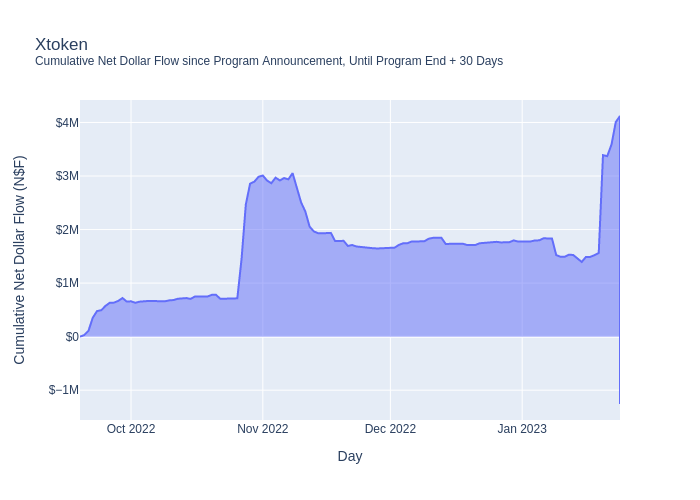 Xtoken
Cumulative Net Dollar Flow since Program Announcement, Until Program End + 30 Days
Cumulative Net Dollar Flow (N$F)
$4M
$3M
$2M
$1M
$0
$−1M
Oct 2022
Nov 2022
Dec 2022
Jan 2023
Day